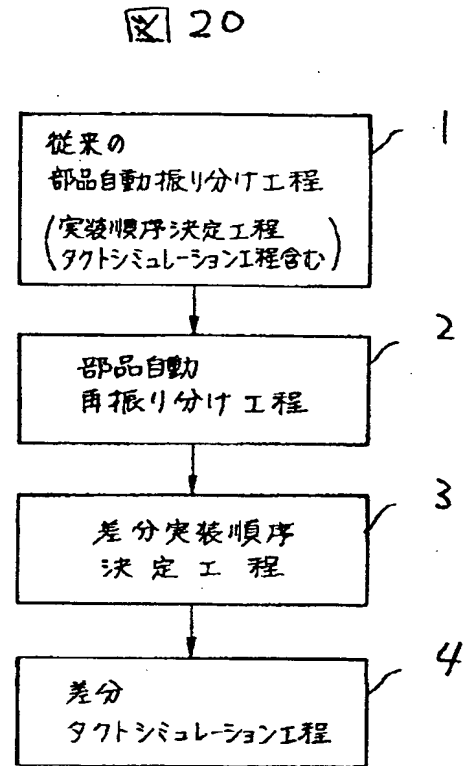 図 20
1
従来の
部品自動振り分け工程
(実装順序決定工程
タクトシミュレーション工程含む)
2
部品自動
再振り分け工程
3
差分実装順序
決定工程
4
差分
タクトシミュレーション工程